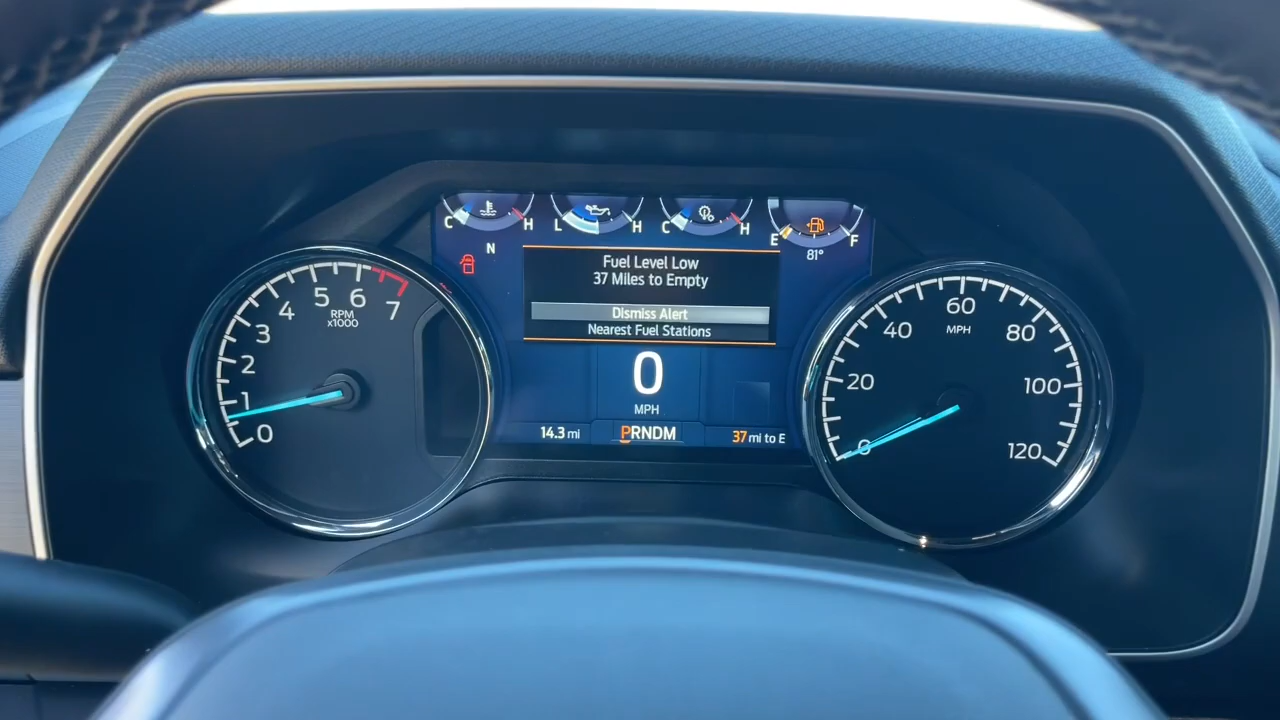 C H
L H
C H
E F
N
81°
Fuel Level Low
37 Miles to Empty
Dismiss Alert
Nearest Fuel Stations
0
MPH
14.3 mi
PRNDM
37 mi to E
0 1 2 3 4 5 6 7
RPM
x1000
0 20 40 60 80 100 120
MPH